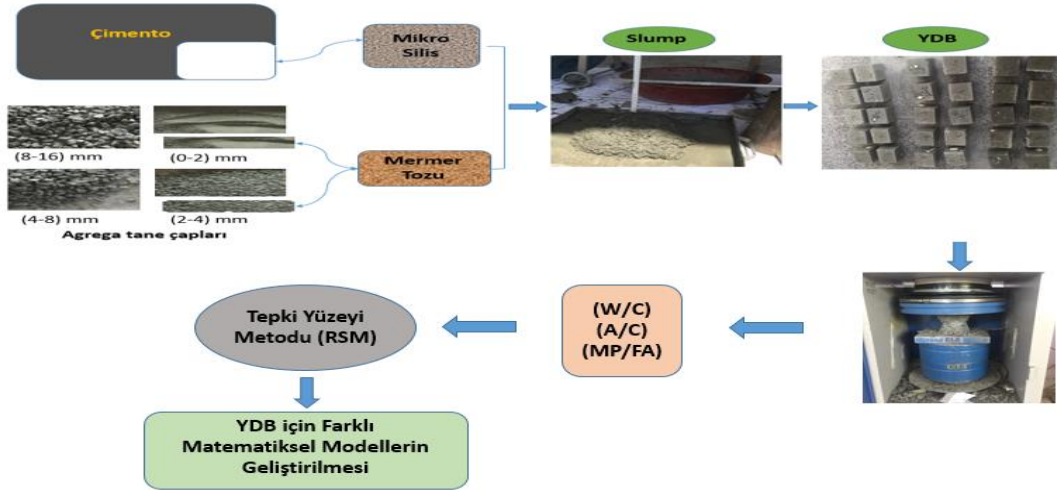 Çimento
Mikro
Silis
Slump
YDB
(8-16) mm
(0-2) mm
(4-8) mm
(2-4) mm
Agrega tane çapları
Mermer
Tozu
(W/C)
(A/C)
(MP/FA)
Tepki Yüzeyi
Metodu (RSM)
YDB için Farklı
Matematiksel Modellerin
Geliştirilmesi